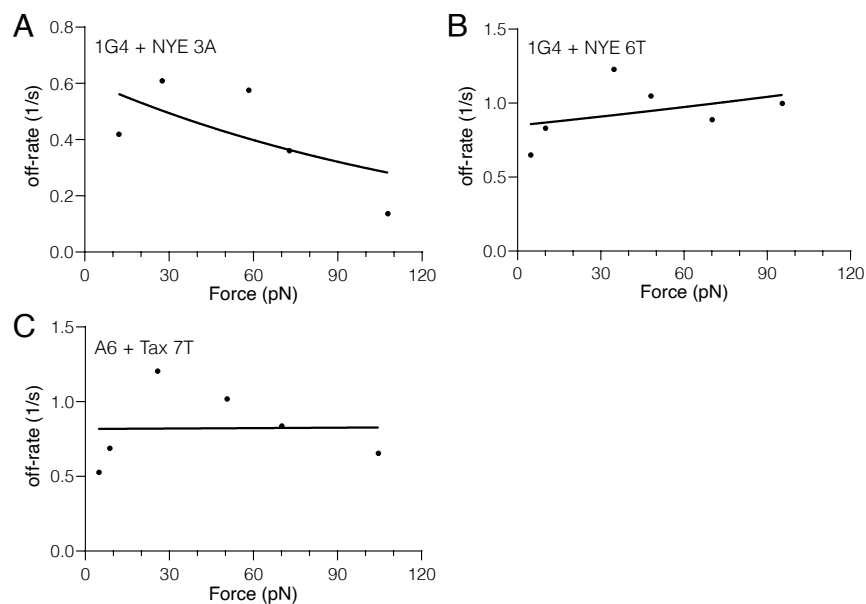 A
1G4 + NYE 3A
off-rate (1/s)
0.8
0.6
0.4
0.2
0.0
0 30 60 90 120
Force (pN)
B
1G4 + NYE 6T
off-rate (1/s)
1.5
1.0
0.5
0.0
0 30 60 90 120
Force (pN)
C
A6 + Tax 7T
off-rate (1/s)
1.5
1.0
0.5
0.0
0 30 60 90 120
Force (pN)